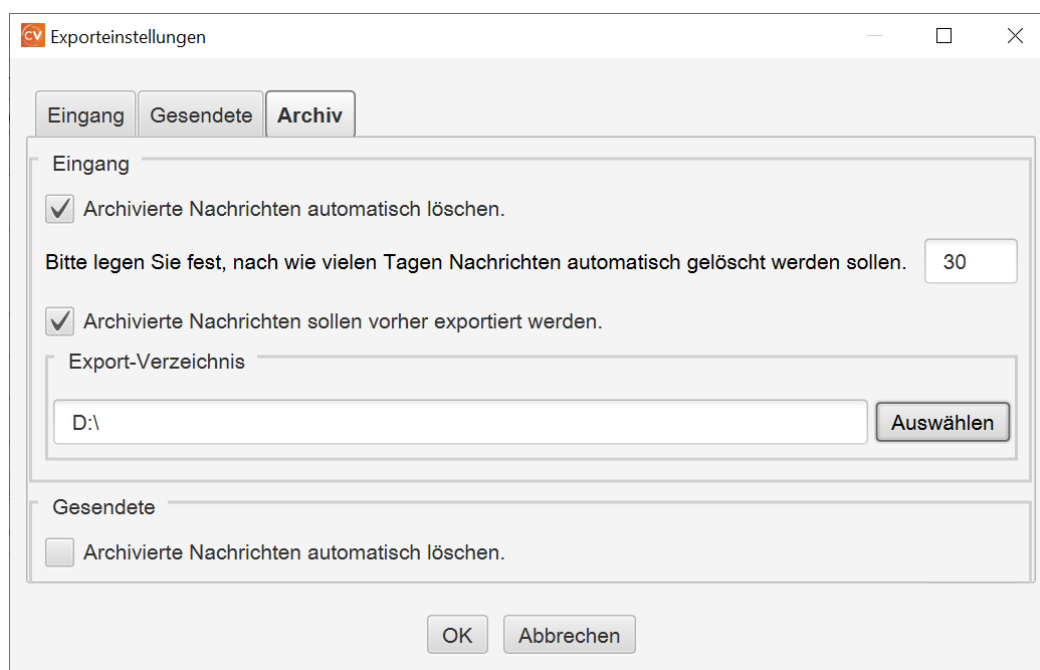 CV Exporteinstellungen
Eingang Gesendete Archiv
Eingang
Archivierte Nachrichten automatisch löschen.
Bitte legen Sie fest, nach wie vielen Tagen Nachrichten automatisch gelöscht werden sollen. 30
Archivierte Nachrichten sollen vorher exportiert werden.
Export-Verzeichnis
D:\ Auswählen
Gesendete
Archivierte Nachrichten automatisch löschen.
OK Abbrechen